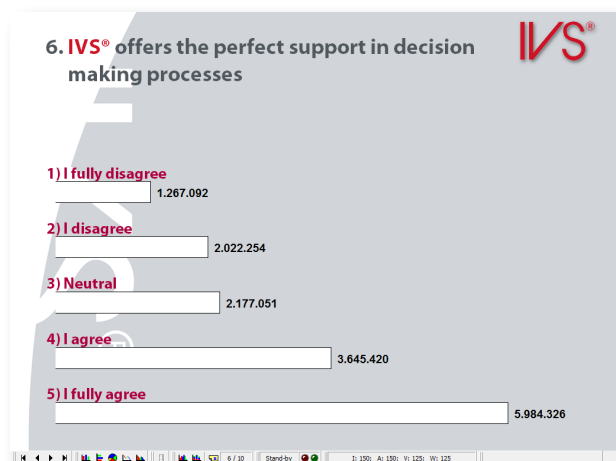 6. IVS® offers the perfect support in decision
making processes
IVS®
1) I fully disagree
1.267.092
2) I disagree
2.022.254
3) Neutral
2.177.051
4) I agree
3.645.420
5) I fully agree
5.984.326
6 / 10 Stand-by I: 150; A: 150; V: 125; W: 125